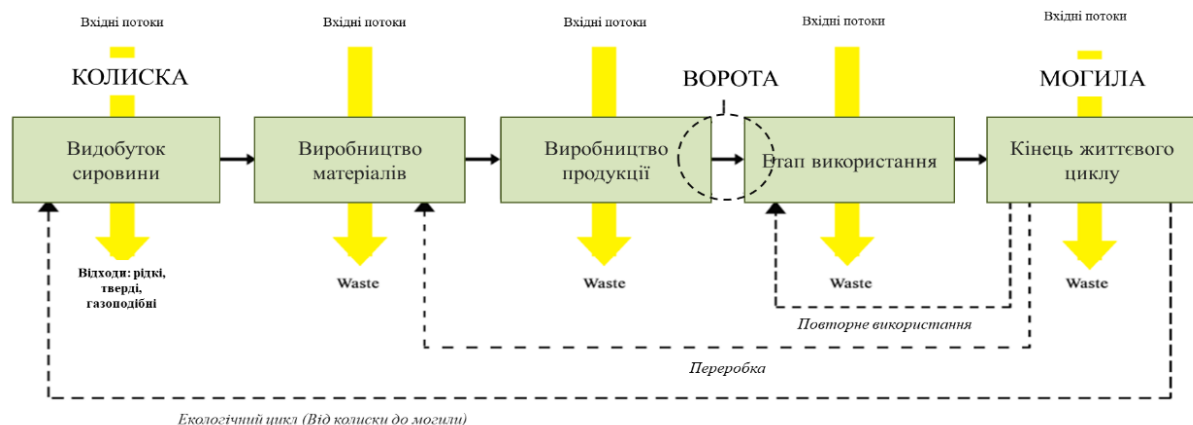 Вхідні потоки
Вхідні потоки
Вхідні потоки
Вхідні потоки
Вхідні потоки
КОЛИСКА
ВОРОТА
МОГИЛА
Видобуток
сировини
Виробництво
матеріалів
Виробництво
продукції
Етап використання
Кінець життєвого
циклу
Відходи: рідкі,
тверді,
газоподібні
Waste
Waste
Waste
Waste
Повторне використання
Переробка
Екологічний цикл (Від колиски до могили)